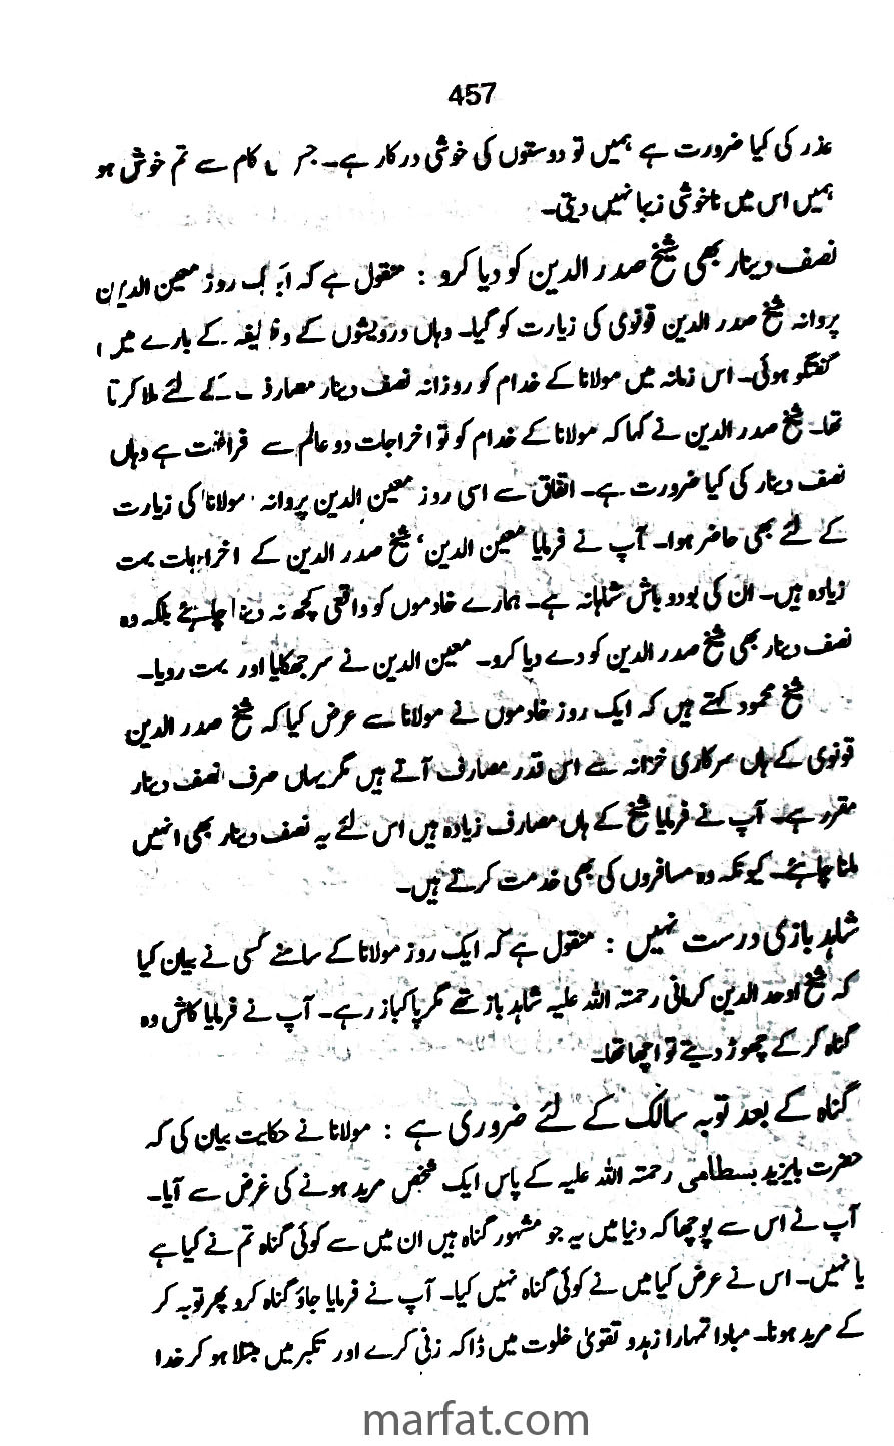 457
عذر کی کیا ضرورت ہے ہمیں تو دوستوں کی خوشی درکار ہے۔ جس کام سے تم خوش ہو
ہمیں اس میں ناخوشی زیبا نہیں دیتی۔
نصف دینار بھی شیخ صدر الدین کو دیا کرو : منقول ہے کہ ایک روز معین الدین
پروانہ شیخ صدر الدین قونوی کی زیارت کو گیا۔ وہاں درویشوں کے وظیفہ کے بارے میں
گفتگو ہوئی۔ اس زمانہ میں مولانا کے خدام کو روزانہ نصف دینار مصارف کے لئے ملا کرتا
تھا۔ شیخ صدر الدین نے کہا کہ مولانا کے خدام کو تو اخراجات دو عالم سے فراغت ہے وہاں
نصف دینار کی کیا ضرورت ہے۔ اتفاق سے اسی روز معین الدین پروانہ مولانا کی زیارت
کے لئے بھی حاضر ہوا۔ آپ نے فرمایا معین الدین، شیخ صدر الدین کے اخراجات بہت
زیادہ ہیں۔ ان کی بودو باش شاہانہ ہے۔ ہمارے خادموں کو واقعی کچھ نہ دینا چاہئے بلکہ وہ
نصف دینار بھی شیخ صدر الدین کو دے دیا کرو۔ معین الدین نے سر جھکایا اور بہت رویا۔
شیخ محمود کہتے ہیں کہ ایک روز خادموں نے مولانا سے عرض کیا کہ شیخ صدر الدین
قونوی کے ہاں سرکاری خزانہ سے اس قدر مصارف آتے ہیں مگر یہاں صرف نصف دینار
مقرر ہے۔ آپ نے فرمایا شیخ کے ہاں مصارف زیادہ ہیں اس لئے یہ نصف دینار بھی انہیں
ملنا چاہئے۔ کیونکہ وہ مسافروں کی بھی خدمت کرتے ہیں۔
شاہد بازی درست نہیں : منقول ہے کہ ایک روز مولانا کے سامنے کسی نے بیان کیا
کہ شیخ اوحد الدین کرمانی رحمتہ اللہ علیہ شاہد باز تھے مگر پاکباز رہے۔ آپ نے فرمایا کاش وہ
گناہ کر کے چھوڑ دیتے تو اچھا تھا۔
گناہ کے بعد توبہ سالک کے لئے ضروری ہے : مولانا نے حکایت بیان کی کہ
حضرت بایزید بسطامی رحمتہ اللہ علیہ کے پاس ایک شخص مرید ہونے کی غرض سے آیا۔
آپ نے اس سے پوچھا کہ دنیا میں یہ جو مشہور گناہ ہیں ان میں سے کوئی گناہ تم نے کیا ہے
یا نہیں۔ اس نے عرض کیا میں نے کوئی گناہ نہیں کیا۔ آپ نے فرمایا جاؤ گناہ کرو پھر توبہ کر
کے مرید ہونا۔ مبادا تمہارا زہدو تقویٰ خلوت میں ڈاکہ زنی کرے اور تکبر میں مبتلا ہو کر خدا
marfat.com